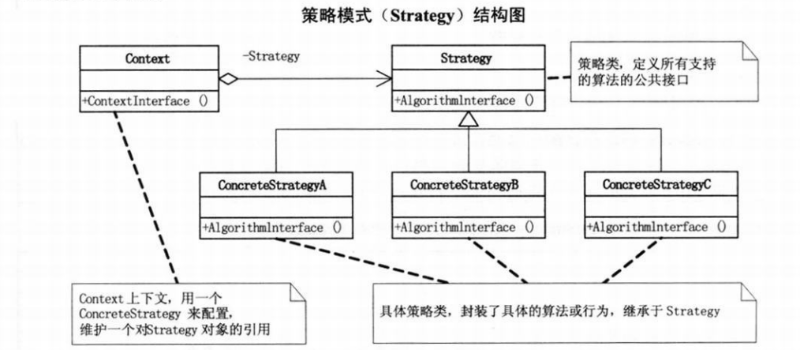 策略模式（Strategy）结构图
Context
-Strategy
Strategy
策略类，定义所有支持
的算法的公共接口
+ContextInterface ()
+AlgorithmInterface ()
ConcreteStrategyA
ConcreteStrategyB
ConcreteStrategyC
+AlgorithmInterface ()
+AlgorithmInterface ()
+AlgorithmInterface ()
Context 上下文，用一个
ConcreteStrategy 来配置，
维护一个对Strategy 对象的引用
具体策略类，封装了具体的算法或行为，继承于 Strategy